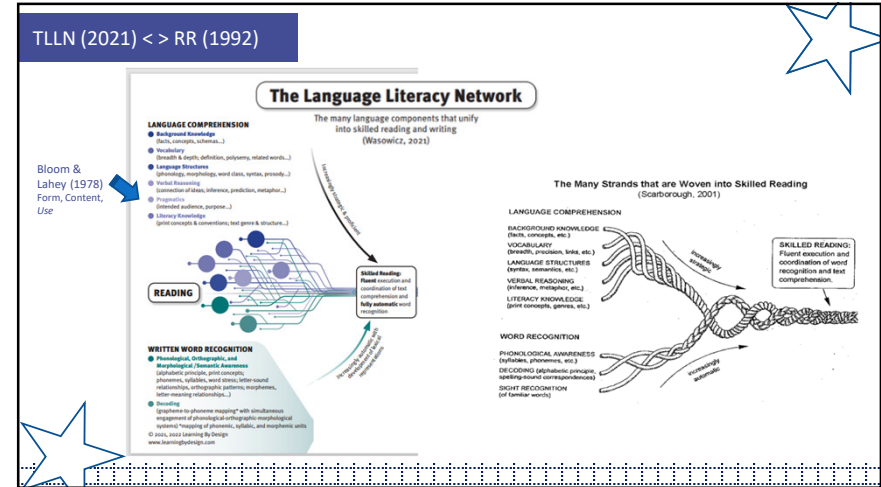 TLLN (2021) < > RR (1992)
The Language Literacy Network
The many language components that unify
into skilled reading and writing
(Wasowicz, 2021)
LANGUAGE COMPREHENSION
Background Knowledge
(facts, concepts, schemas...)
Vocabulary
(breadth & depth; definition, polysemy, related words...)
Language Structures
(phonology, morphology, word class, syntax, prosody...)
Verbal Reasoning
(connection of ideas; inference, prediction, metaphor...)
Pragmatics
(intended audience, purpose...)
Literacy Knowledge
(print concepts & conventions; text genre & structure...)
Bloom &
Lahey (1978)
Form, Content,
Use
increasingly strategic & proficient
READING
Skilled Reading:
Fluent execution and
coordination of text
comprehension and
fully automatic word
recognition
increasingly automatic with
development of lexical
representations
WRITTEN WORD RECOGNITION
Phonological, Orthographic, and
Morphological /Semantic Awareness
(alphabetic principle, print concepts;
phonemes, syllables, word stress; letter-sound
relationships, orthographic patterns; morphemes,
letter-meaning relationships...)
Decoding
(grapheme-to-phoneme mapping* with simultaneous
engagement of phonological-orthographic-morphological
systems) *mapping of phonemic, syllabic, and morphemic units
© 2021, 2022 Learning By Design
www.learningbydesign.com
The Many Strands that are Woven into Skilled Reading
(Scarborough, 2001)
LANGUAGE COMPREHENSION
BACKGROUND KNOWLEDGE
(facts, concepts, etc.)
VOCABULARY
(breadth, precision, links, etc.)
LANGUAGE STRUCTURES
(syntax, semantics, etc.)
VERBAL REASONING
(inference, metaphor, etc.)
LITERACY KNOWLEDGE
(print concepts, genres, etc.)
increasingly
strategic
SKILLED READING:
Fluent execution and
coordination of word
recognition and text
comprehension.
WORD RECOGNITION
PHONOLOGICAL AWARENESS
(syllables, phonemes, etc.)
DECODING (alphabetic principle,
spelling-sound correspondences)
SIGHT RECOGNITION
(of familiar words)
increasingly
automatic